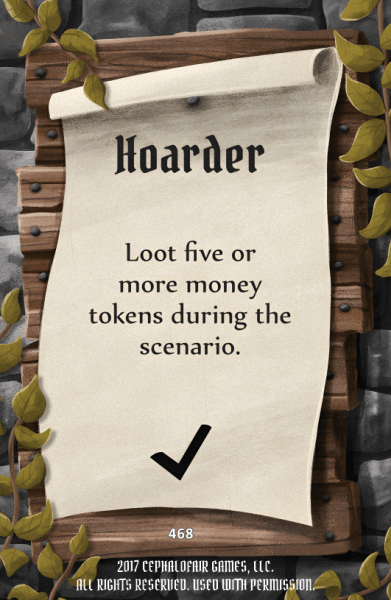 Hoarder
Loot five or
more money
tokens during the
scenario.
468
2017 CEPHALOFAIR GAMES, LLC.
ALL RIGHTS RESERVED. USED WITH PERMISSION.